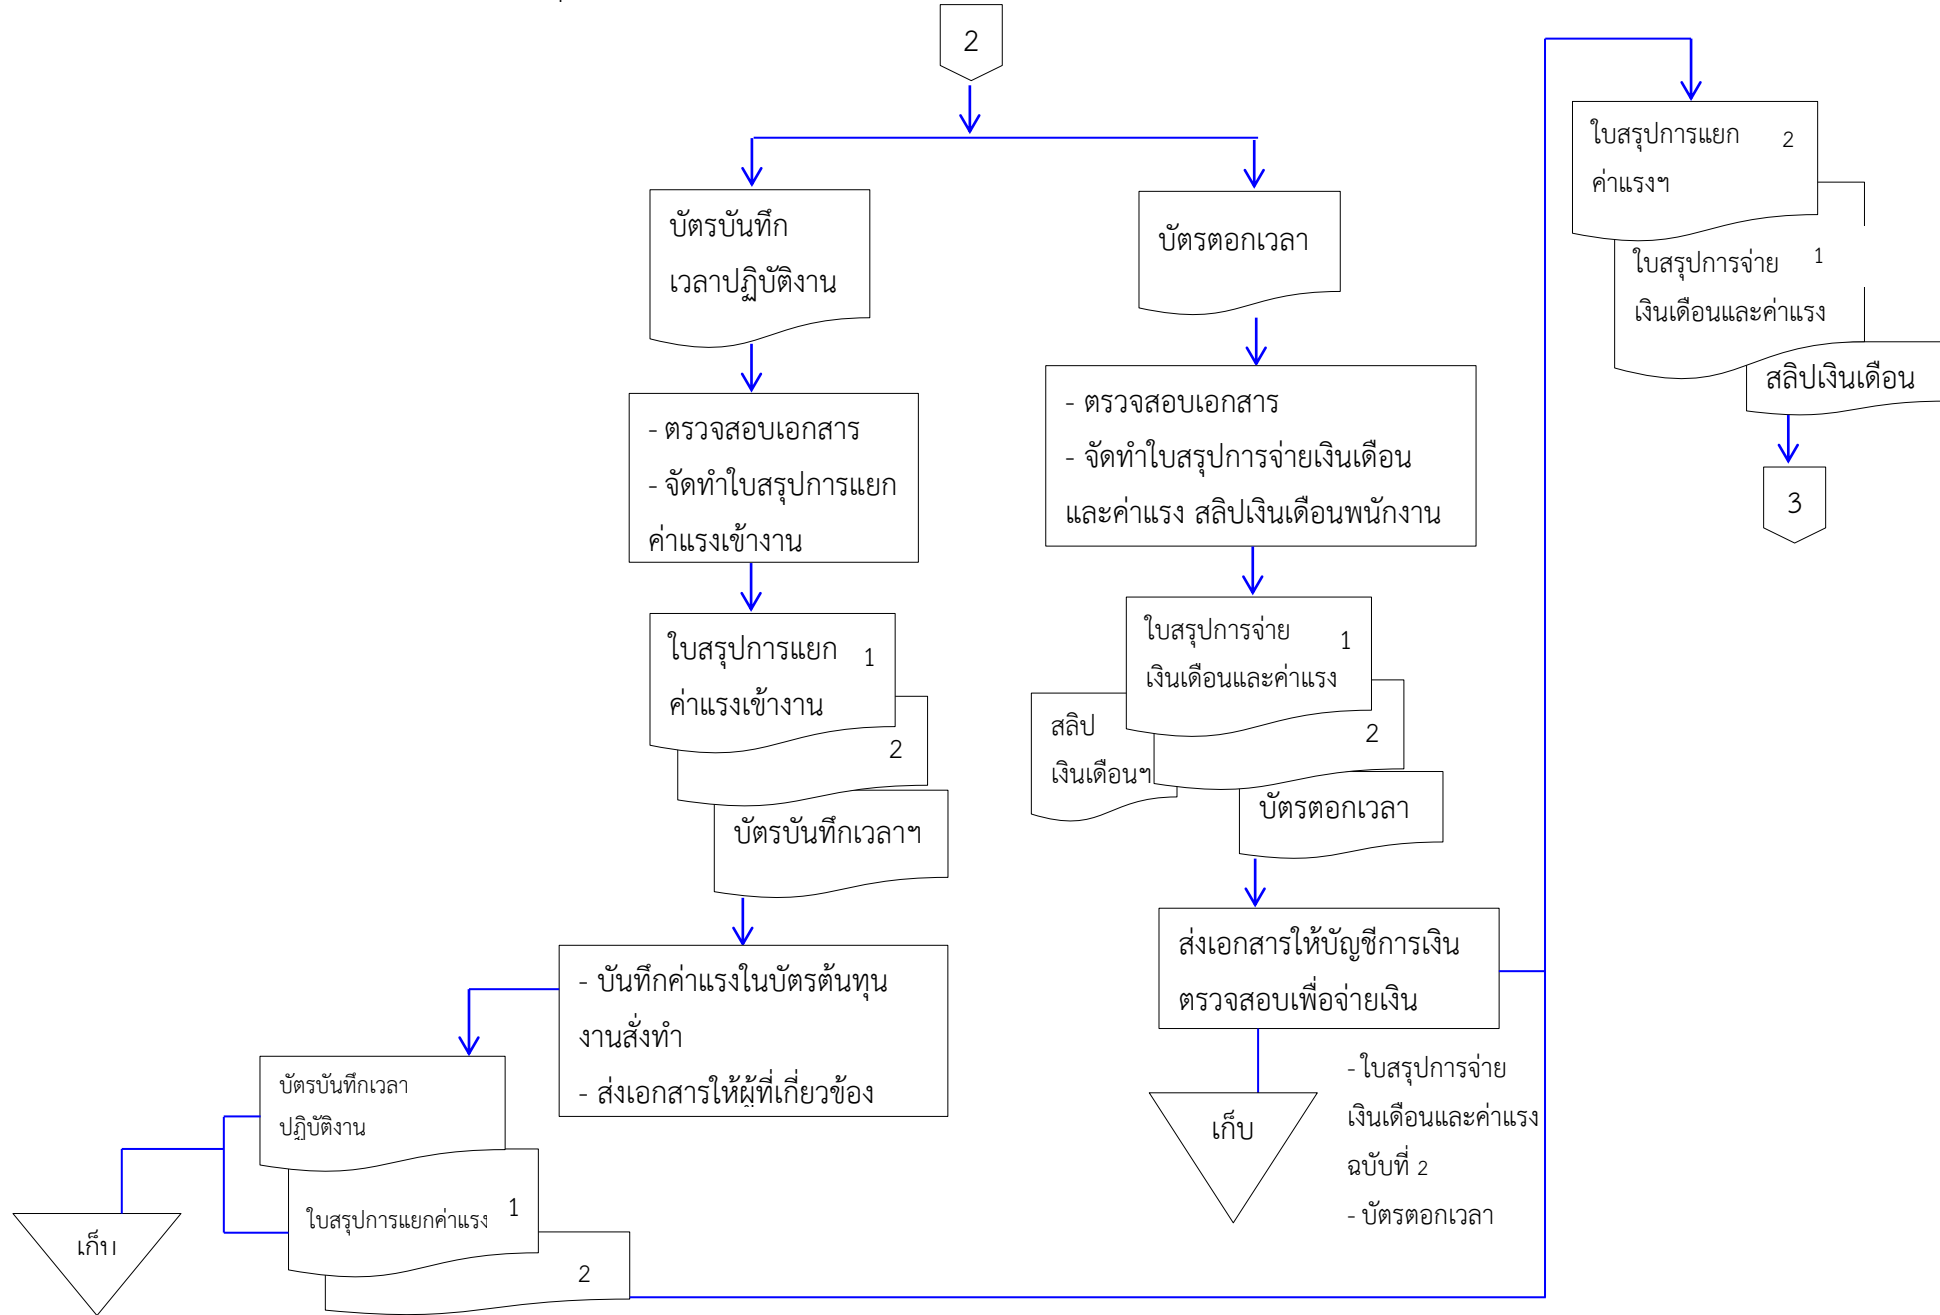 2
บัตรบันทึก
เวลาปฏิบัติงาน
- ตรวจสอบเอกสาร
- จัดทำใบสรุปการแยก
ค่าแรงเข้างาน
ใบสรุปการแยก 1
ค่าแรงเข้างาน
2
บัตรบันทึกเวลาฯ
- บันทึกค่าแรงในบัตรต้นทุน
งานสั่งทำ
- ส่งเอกสารให้ผู้ที่เกี่ยวข้อง
บัตรบันทึกเวลา
ปฏิบัติงาน
ใบสรุปการแยกค่าแรง 1
2
เก็บ
บัตรตอกเวลา
- ตรวจสอบเอกสาร
- จัดทำใบสรุปการจ่ายเงินเดือน
และค่าแรง สลิปเงินเดือนพนักงาน
ใบสรุปการจ่าย 1
เงินเดือนและค่าแรง
2
สลิป
เงินเดือนฯ
บัตรตอกเวลา
ส่งเอกสารให้บัญชีการเงิน
ตรวจสอบเพื่อจ่ายเงิน
เก็บ
- ใบสรุปการจ่าย
เงินเดือนและค่าแรง
ฉบับที่ 2
- บัตรตอกเวลา
ใบสรุปการแยก 2
ค่าแรงฯ
ใบสรุปการจ่าย 1
เงินเดือนและค่าแรง
สลิปเงินเดือน
3